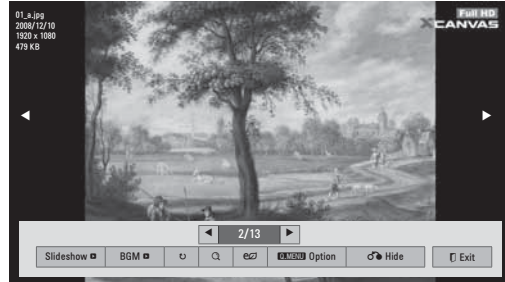 01_a.jpg
2008/12/10
1920 x 1080
479 KB
Full HD
XCANVAS
2/13
Slideshow
BGM
Q.MENU Option
Hide
Exit